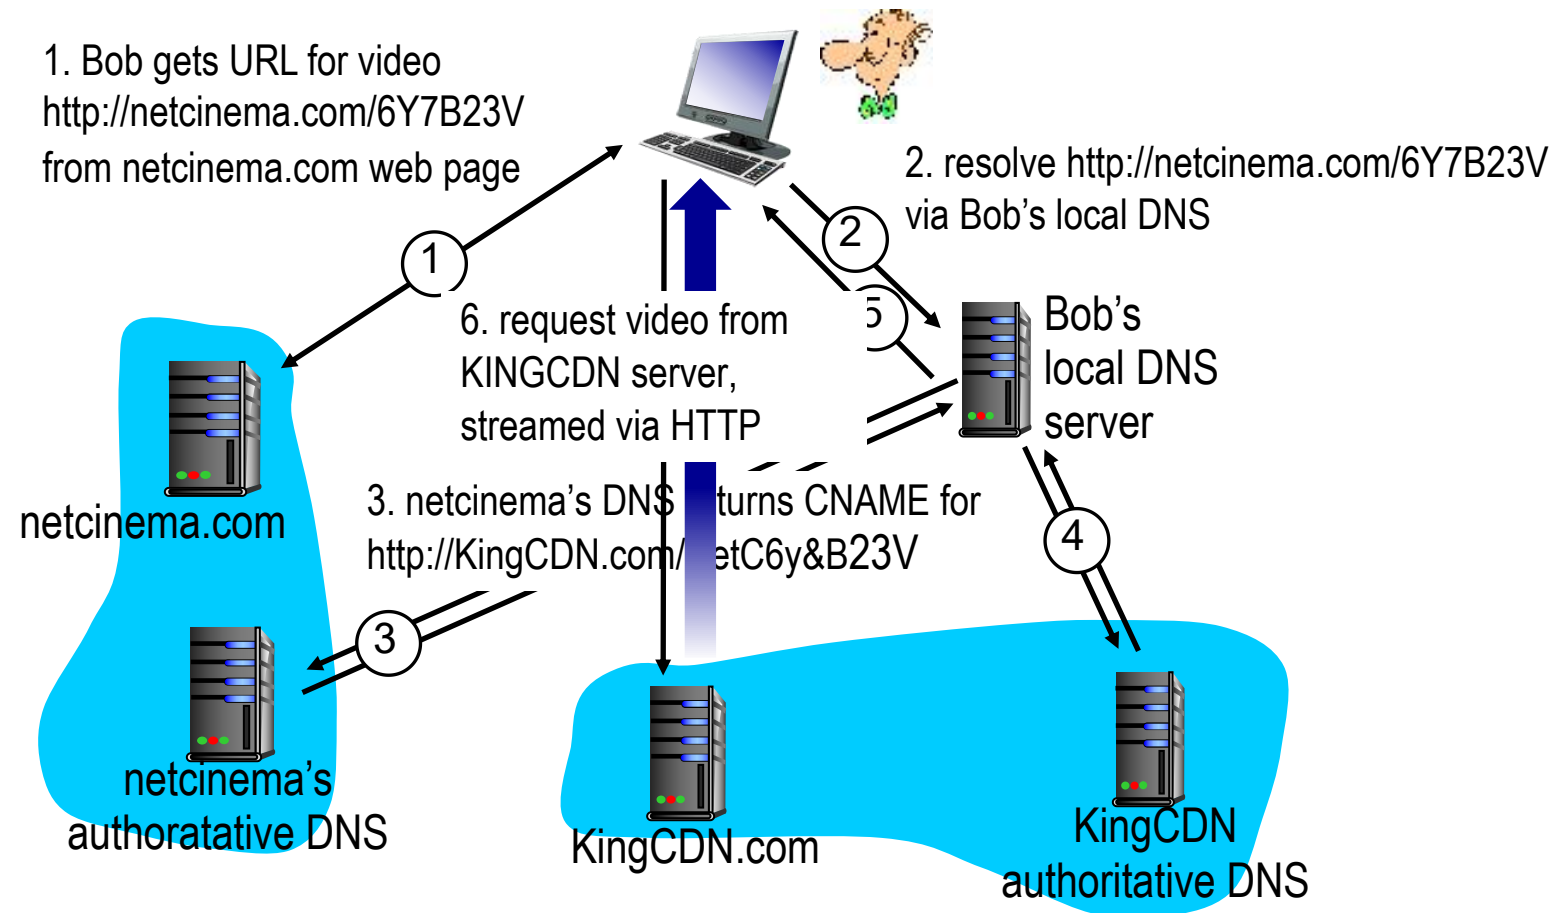 1. Bob gets URL for video
http://netcinema.com/6Y7B23V
from netcinema.com web page
2. resolve http://netcinema.com/6Y7B23V
via Bob's local DNS
1
2
5
6. request video from
KINGCDN server,
streamed via HTTP
Bob's
local DNS
server
netcinema.com
3. netcinema's DNS turns CNAME for
http://KingCDN.com/ etC6y&B23V
4
3
netcinema's
authoratative DNS
KingCDN.com
KingCDN
authoritative DNS